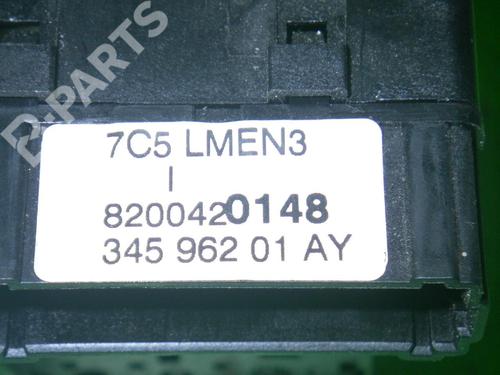 B-PARTS
7C5 LMEN3
I
8200420148
345 962 01 AY